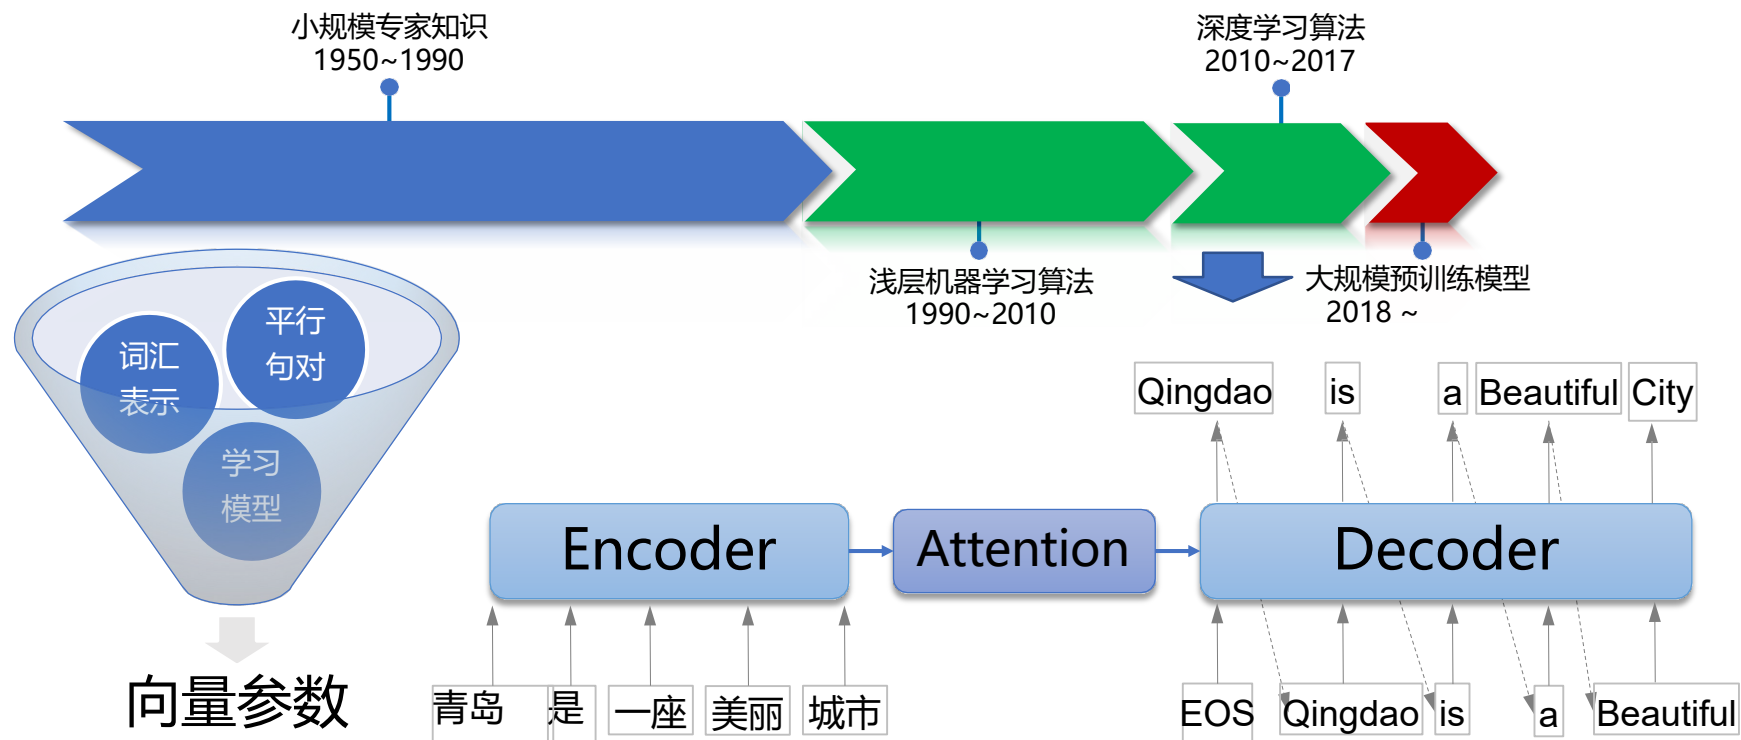 小规模专家知识
1950~1990
深度学习算法
2010~2017
浅层机器学习算法
1990~2010
大规模预训练模型
2018 ~
平行
句对
词汇
表示
学习
模型
向量参数
Qingdao is a Beautiful City
Encoder Attention Decoder
青岛 是 一座 美丽 城市
EOS Qingdao is a Beautiful